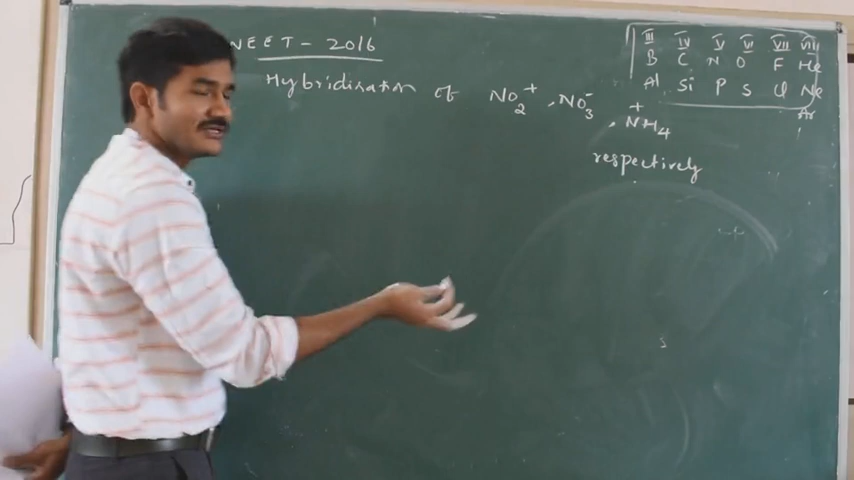 NEET - 2016
Hybridisation of NO₂⁺, NO₃⁻, NH₄⁺
respectively
III IV V VI VII VIII
B C N O F He
Al Si P S Cl Ne
Ar